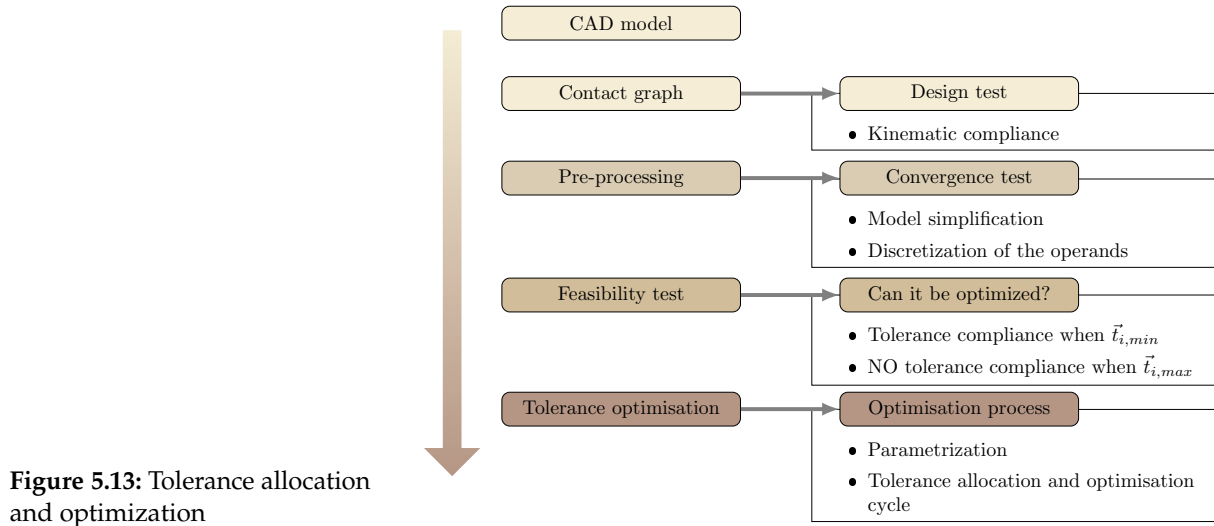 CAD model
Contact graph
Design test
• Kinematic compliance
Pre-processing
Convergence test
• Model simplification
• Discretization of the operands
Feasibility test
Can it be optimized?
• Tolerance compliance when $\vec{t}_{i,min}$
• NO tolerance compliance when $\vec{t}_{i,max}$
Tolerance optimisation
Optimisation process
• Parametrization
• Tolerance allocation and optimisation
cycle
Figure 5.13: Tolerance allocation
and optimization